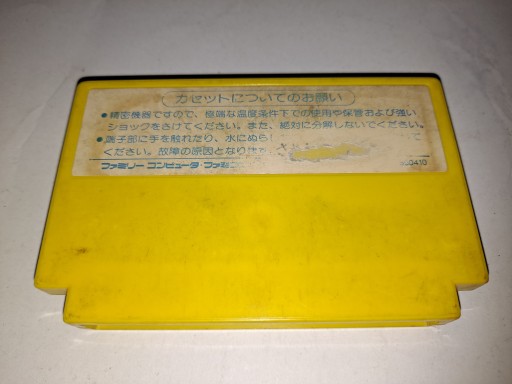 カセットについてのお願い
●精密機器ですので、極端な温度条件下での使用や保管および強い
ショックをさけてください。また、絶対に分解しないでください。
●端子部に手を触れたり、水にぬら
ください。故障の原因となりま
ファミリー コンピュータ・ファミ